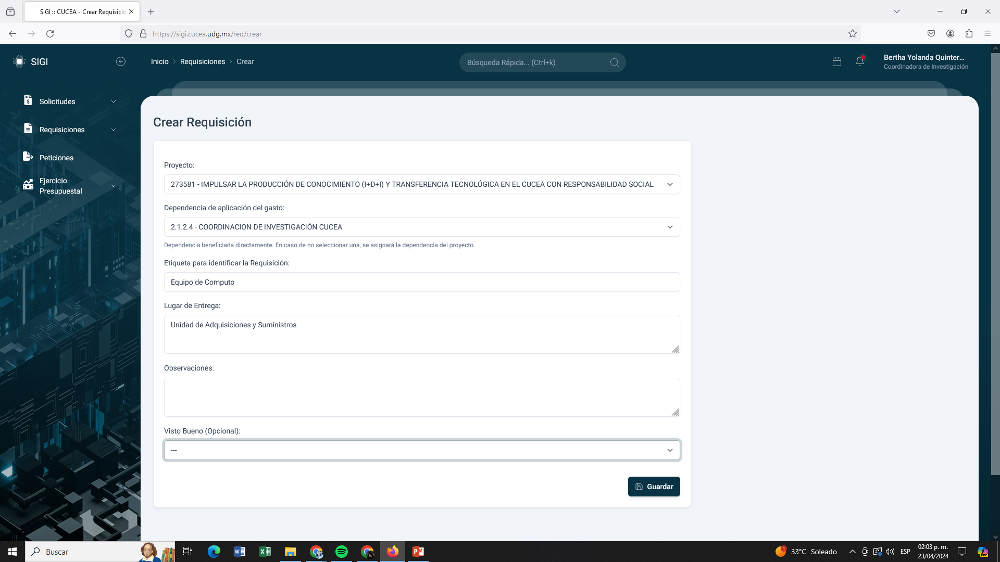 SIGI :: CUCEA - Crear Requisició
https://sigi.cucea.udg.mx/req/crear
SIGI
Inicio > Requisiciones > Crear
Búsqueda Rápida... (Ctrl+k)
Bertha Yolanda Quinter...
Coordinadora de Investigación
Solicitudes
Requisiciones
Peticiones
Ejercicio
Presupuestal
Crear Requisición
Proyecto:
273581 - IMPULSAR LA PRODUCCIÓN DE CONOCIMIENTO (I+D+I) Y TRANSFERENCIA TECNOLÓGICA EN EL CUCEA CON RESPONSABILIDAD SOCIAL
Dependencia de aplicación del gasto:
2.1.2.4 - COORDINACION DE INVESTIGACIÓN CUCEA
Dependencia beneficiada directamente. En caso de no seleccionar una, se asignará la dependencia del proyecto.
Etiqueta para identificar la Requisición:
Equipo de Computo
Lugar de Entrega:
Unidad de Adquisiciones y Suministros
Observaciones:
Visto Bueno (Opcional):
---
Guardar
Buscar
1
33°C Soleado
ESP
02:03 p. m.
23/04/2024